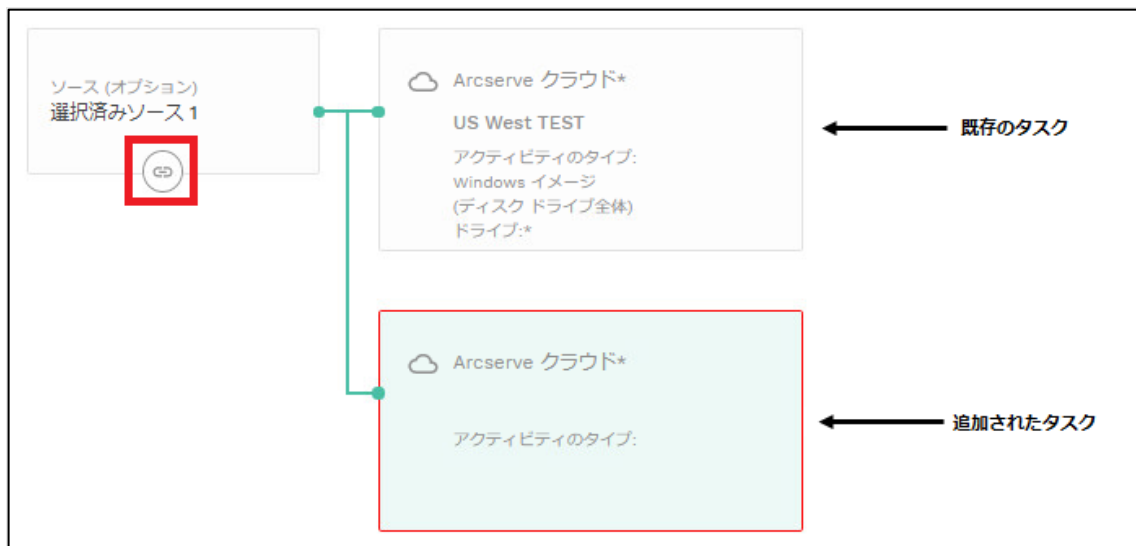 ソース (オプション)
選択済みソース 1
Arcserve クラウド*
US West TEST
アクティビティのタイプ:
Windows イメージ
(ディスク ドライブ全体)
ドライブ:*
既存のタスク
Arcserve クラウド*
アクティビティのタイプ:
追加されたタスク